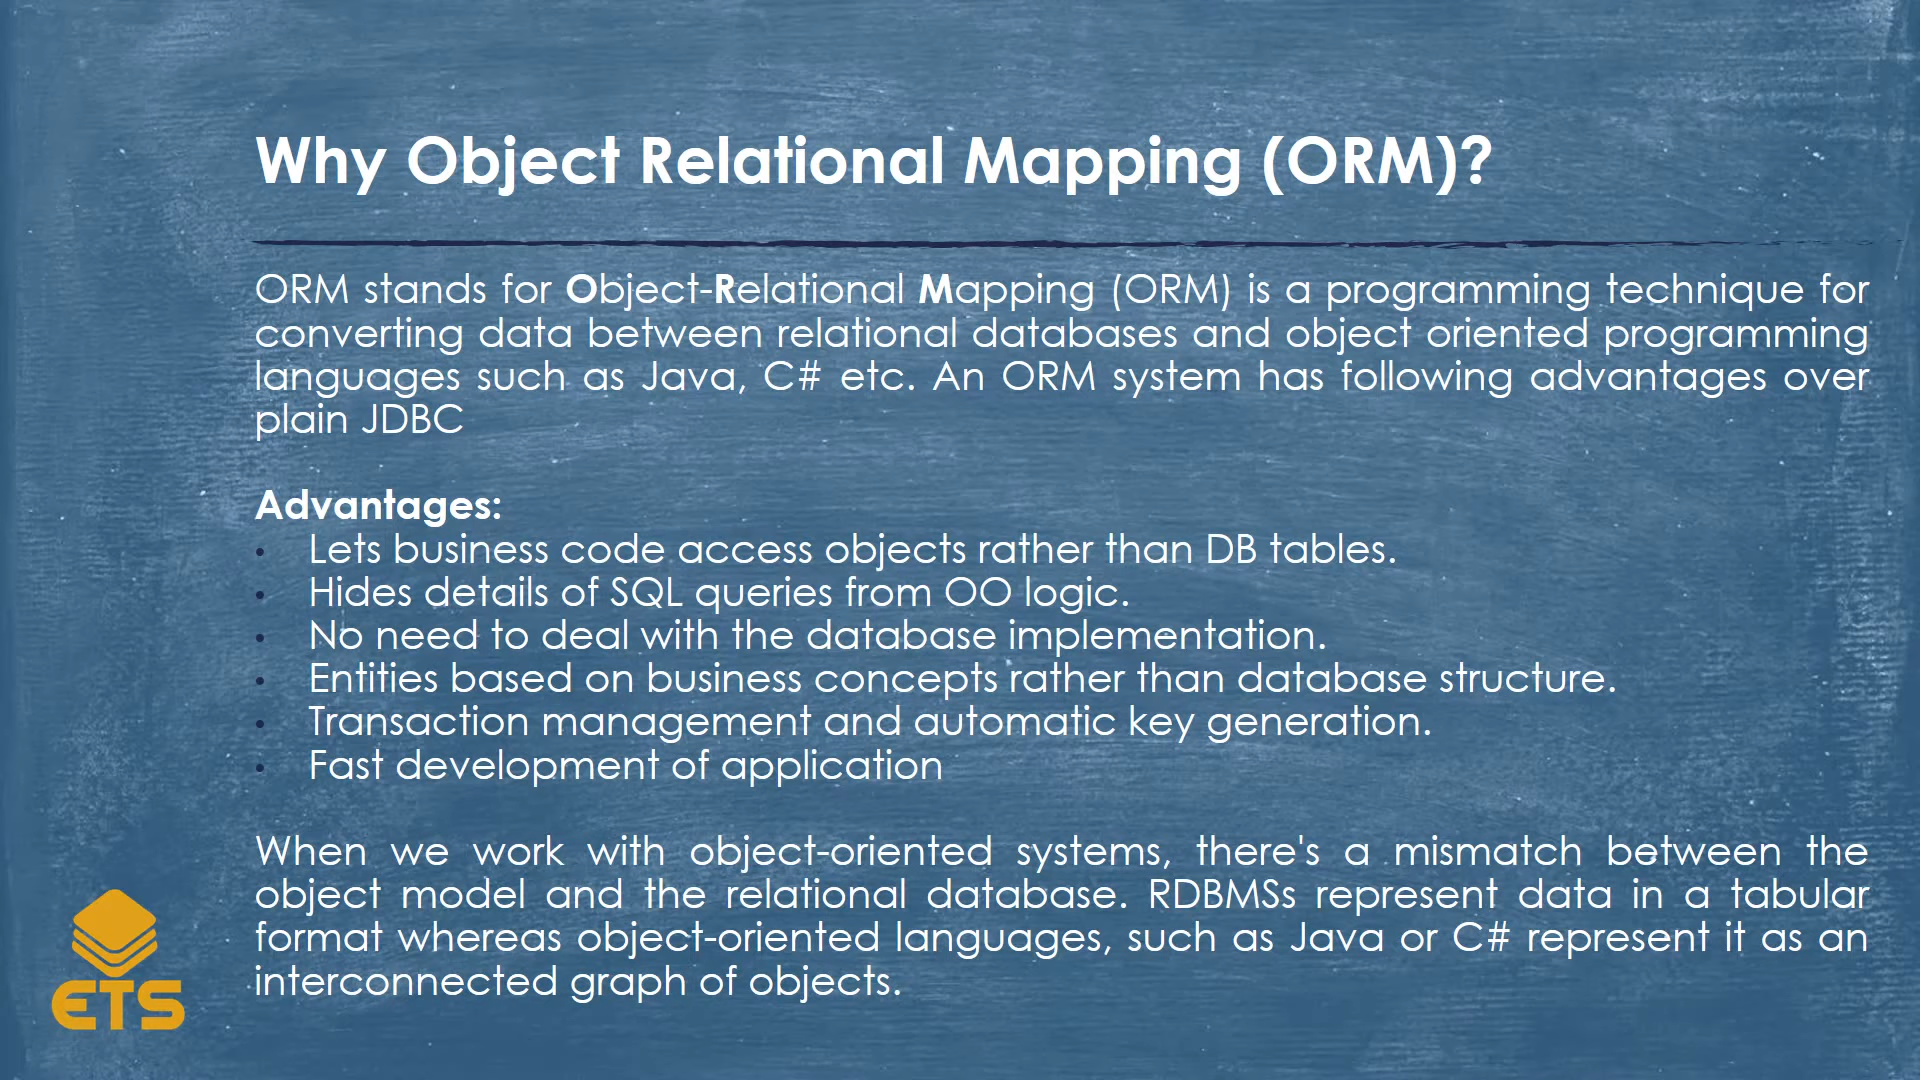 Why Object Relational Mapping (ORM)?
ORM stands for Object-Relational Mapping (ORM) is a programming technique for
converting data between relational databases and object oriented programming
languages such as Java, C# etc. An ORM system has following advantages over
plain JDBC
Advantages:
• Lets business code access objects rather than DB tables.
• Hides details of SQL queries from OO logic.
• No need to deal with the database implementation.
• Entities based on business concepts rather than database structure.
• Transaction management and automatic key generation.
• Fast development of application
When we work with object-oriented systems, there's a mismatch between the
object model and the relational database. RDBMSs represent data in a tabular
format whereas object-oriented languages, such as Java or C# represent it as an
interconnected graph of objects.
ETS